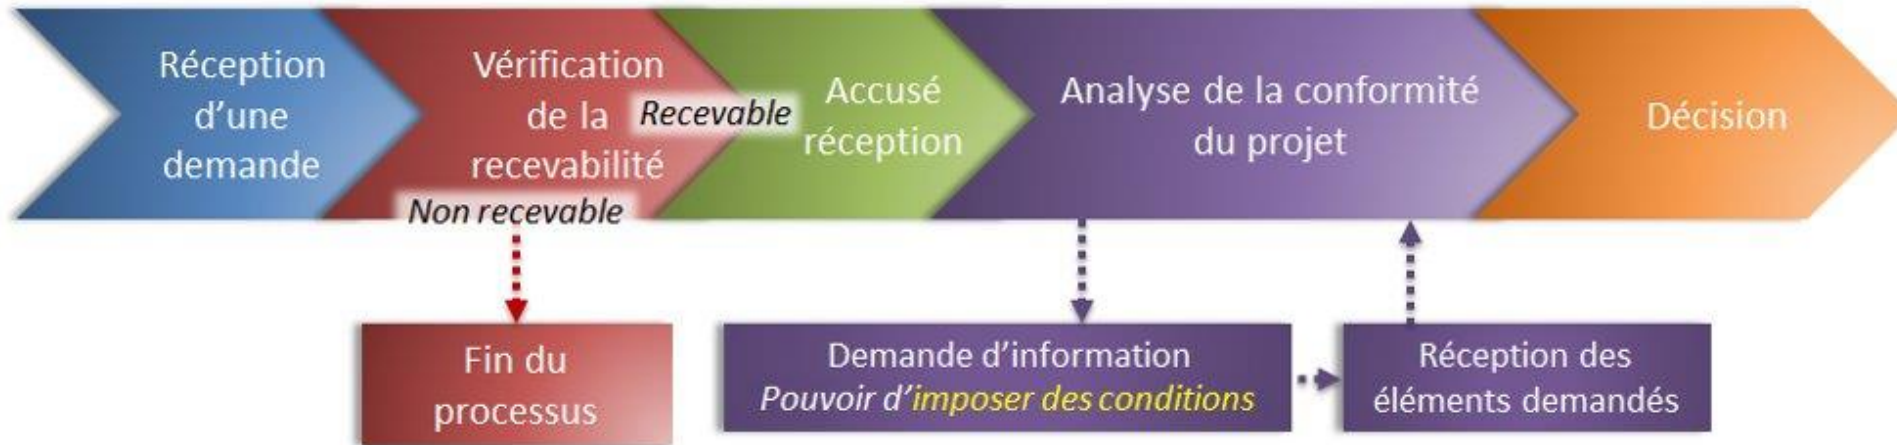 Réception
d’une
demande
Vérification
de la
recevabilité
Non recevable
Recevable
Accusé
réception
Analyse de la conformité
du projet
Décision
Fin du
processus
Demande d’information
Pouvoir d’imposer des conditions
Réception des
éléments demandés